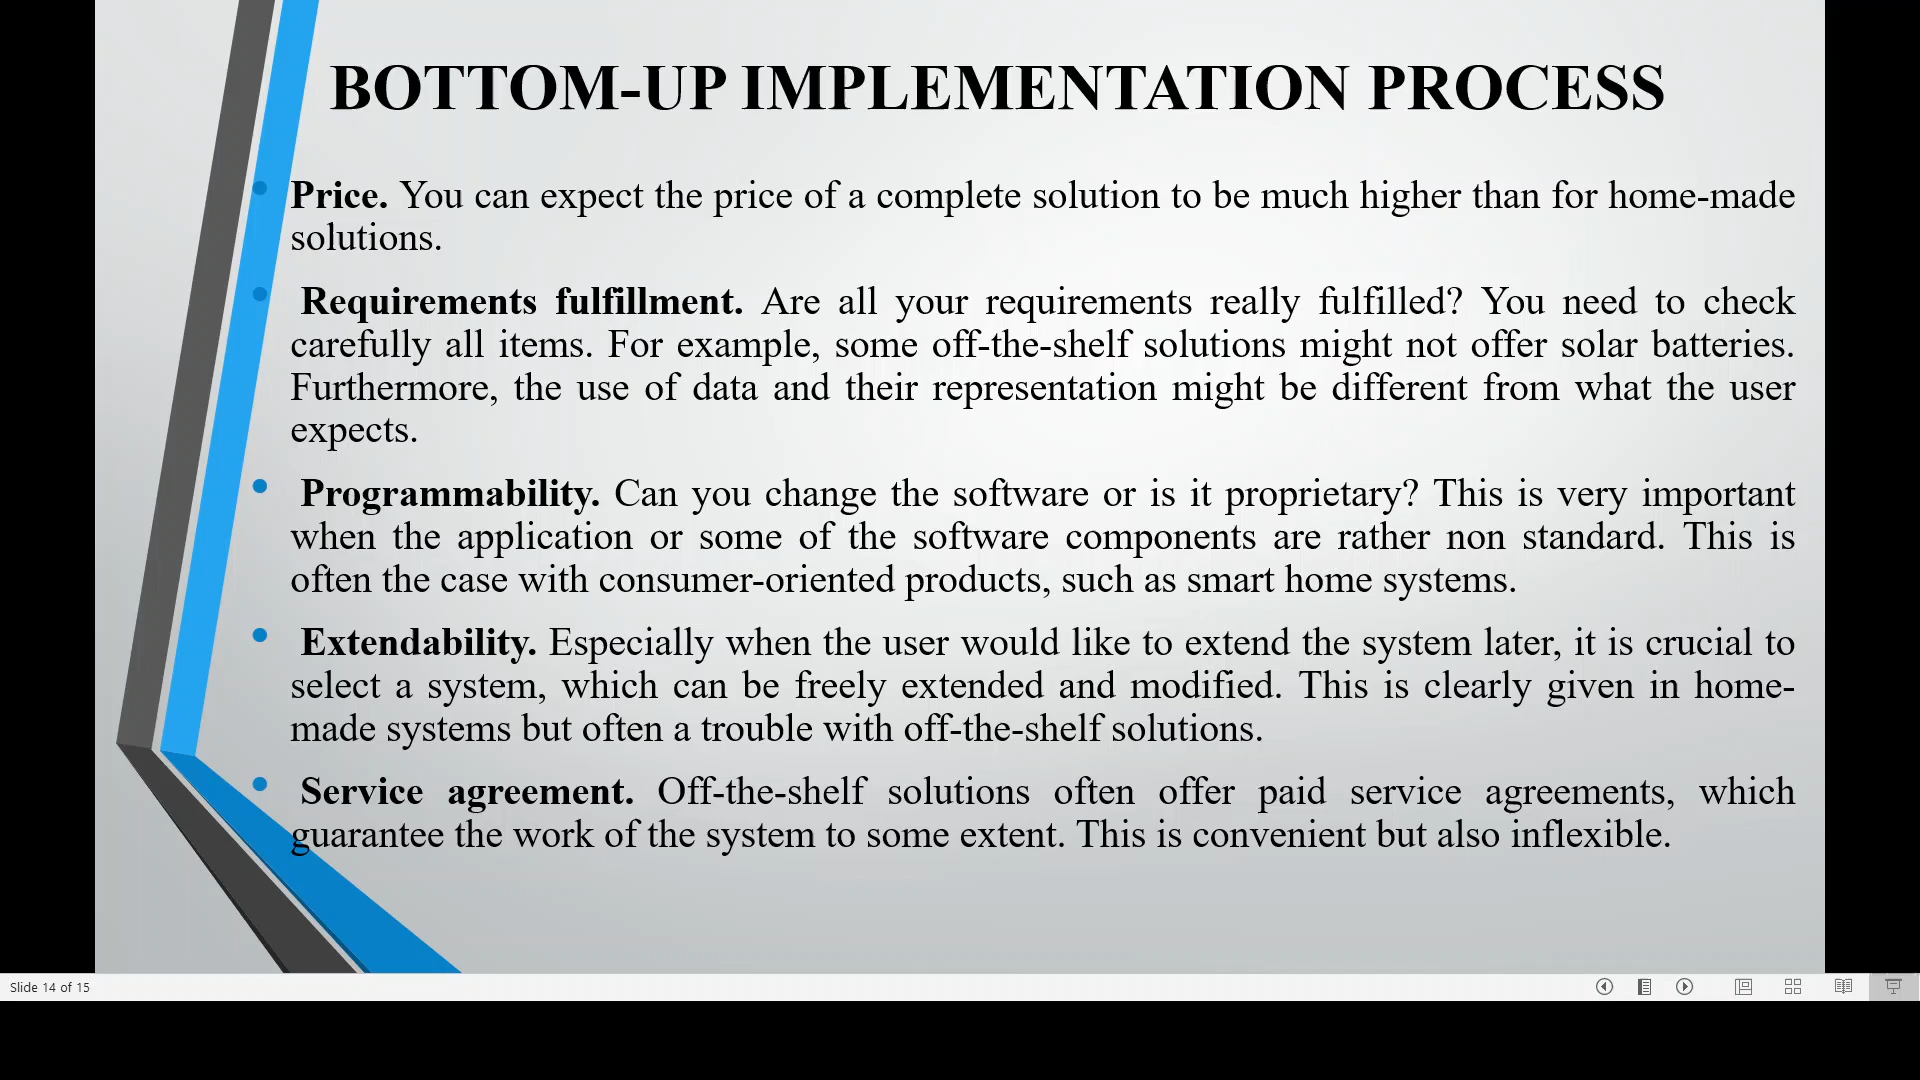 BOTTOM-UP IMPLEMENTATION PROCESS
• Price. You can expect the price of a complete solution to be much higher than for home-made
solutions.
• Requirements fulfillment. Are all your requirements really fulfilled? You need to check
carefully all items. For example, some off-the-shelf solutions might not offer solar batteries.
Furthermore, the use of data and their representation might be different from what the user
expects.
• Programmability. Can you change the software or is it proprietary? This is very important
when the application or some of the software components are rather non standard. This is
often the case with consumer-oriented products, such as smart home systems.
• Extendability. Especially when the user would like to extend the system later, it is crucial to
select a system, which can be freely extended and modified. This is clearly given in home-
made systems but often a trouble with off-the-shelf solutions.
• Service agreement. Off-the-shelf solutions often offer paid service agreements, which
guarantee the work of the system to some extent. This is convenient but also inflexible.
Slide 14 of 15